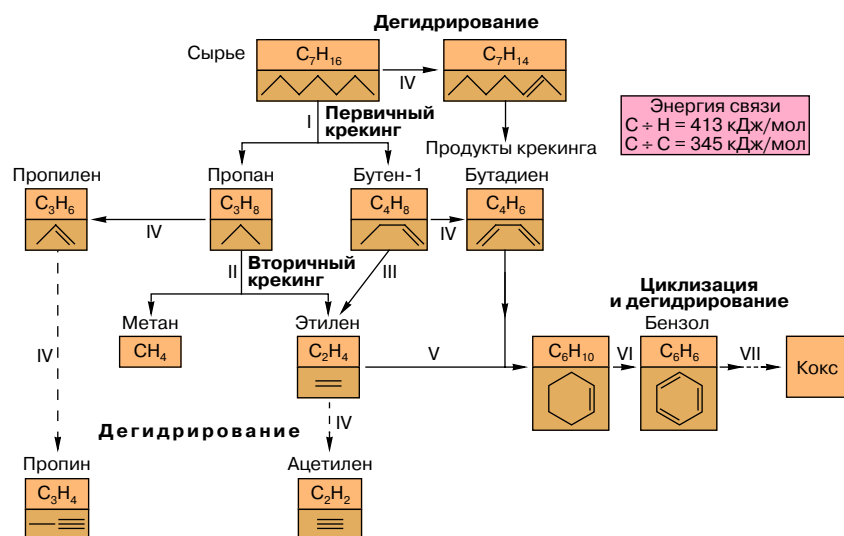 Дегидрирование
Сырье
C₇H₁₆
IV
C₇H₁₄
I
Первичный
крекинг
Продукты крекинга
Энергия связи
C ÷ H = 413 кДж/мол
C ÷ C = 345 кДж/мол
Пропилен
Пропан
Бутен-1
Бутадиен
C₃H₆
IV
C₃H₈
C₄H₈
IV
C₄H₆
II
Вторичный
крекинг
III
Циклизация
и дегидрирование
Метан
Этилен
Бензол
CH₄
IV
C₂H₄
V
C₆H₁₀
VI
C₆H₆
VII
Кокс
Дегидрирование
IV
Пропин
Ацетилен
C₃H₄
C₂H₂